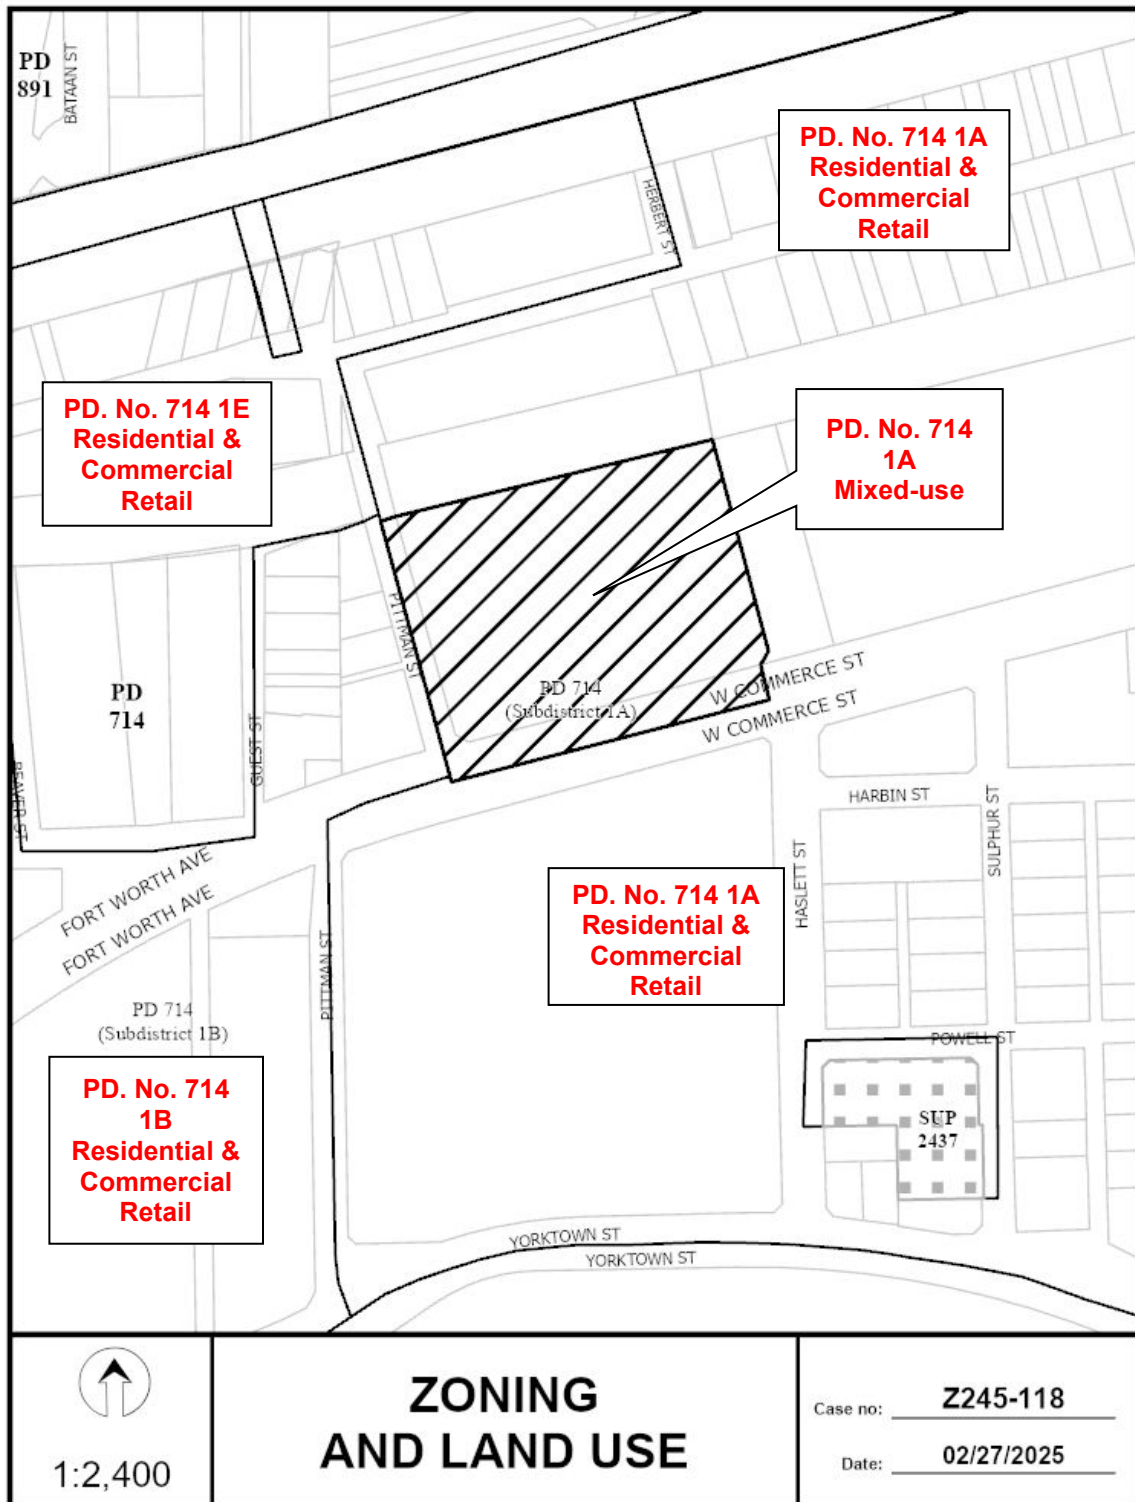 PD
891
BATAAN ST
PD. No. 714 1A
Residential &
Commercial
Retail
HERBERT ST
PD. No. 714 1E
Residential &
Commercial
Retail
PD. No. 714
1A
Mixed-use
PITTMAN ST
PD
714
GUEST ST
BEAVER ST
PD 714
(Subdistrict 1A)
W COMMERCE ST
W COMMERCE ST
HARBIN ST
SULPHUR ST
HASLETT ST
FORT WORTH AVE
FORT WORTH AVE
PITTMAN ST
PD. No. 714 1A
Residential &
Commercial
Retail
PD 714
(Subdistrict 1B)
PD. No. 714
1B
Residential &
Commercial
Retail
POWELL ST
SUP
2437
YORKTOWN ST
YORKTOWN ST
1:2,400
ZONING
AND LAND USE
Case no: Z245-118
Date: 02/27/2025